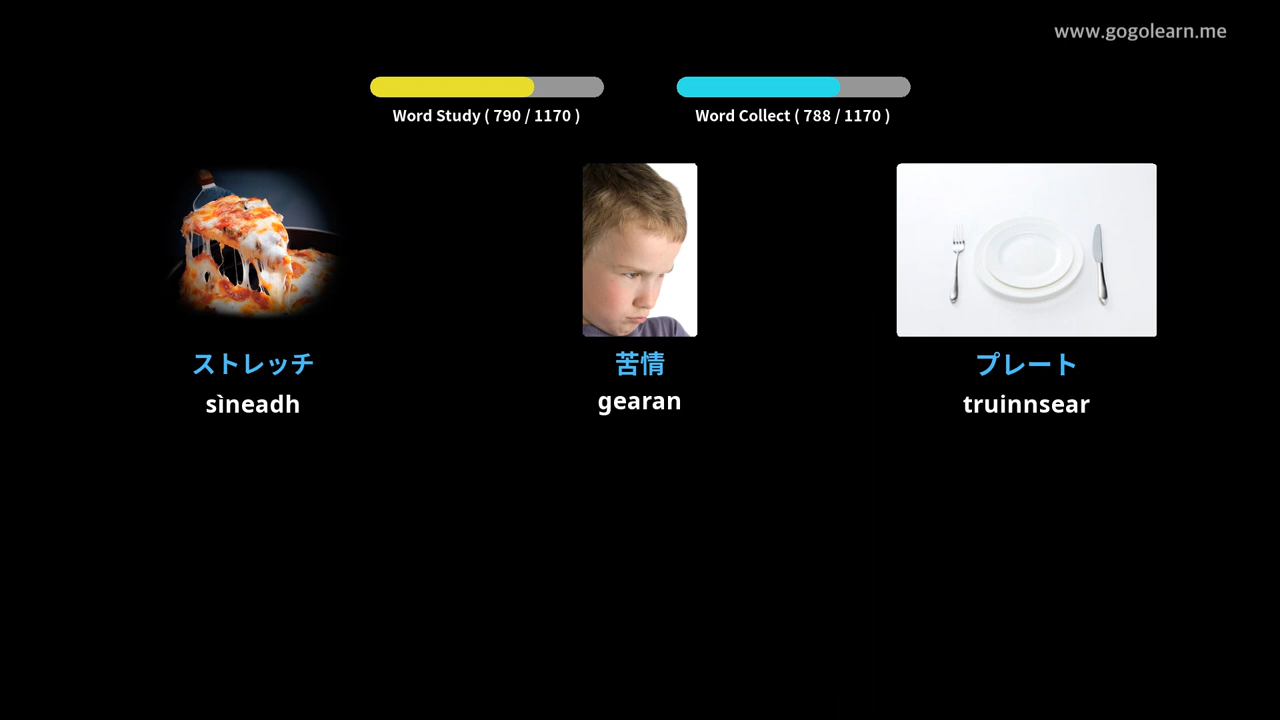 www.gogolearn.me
Word Study ( 790 / 1170 )
Word Collect ( 788 / 1170 )
ストレッチ
sìneadh
苦情
gearan
プレート
truinnsear